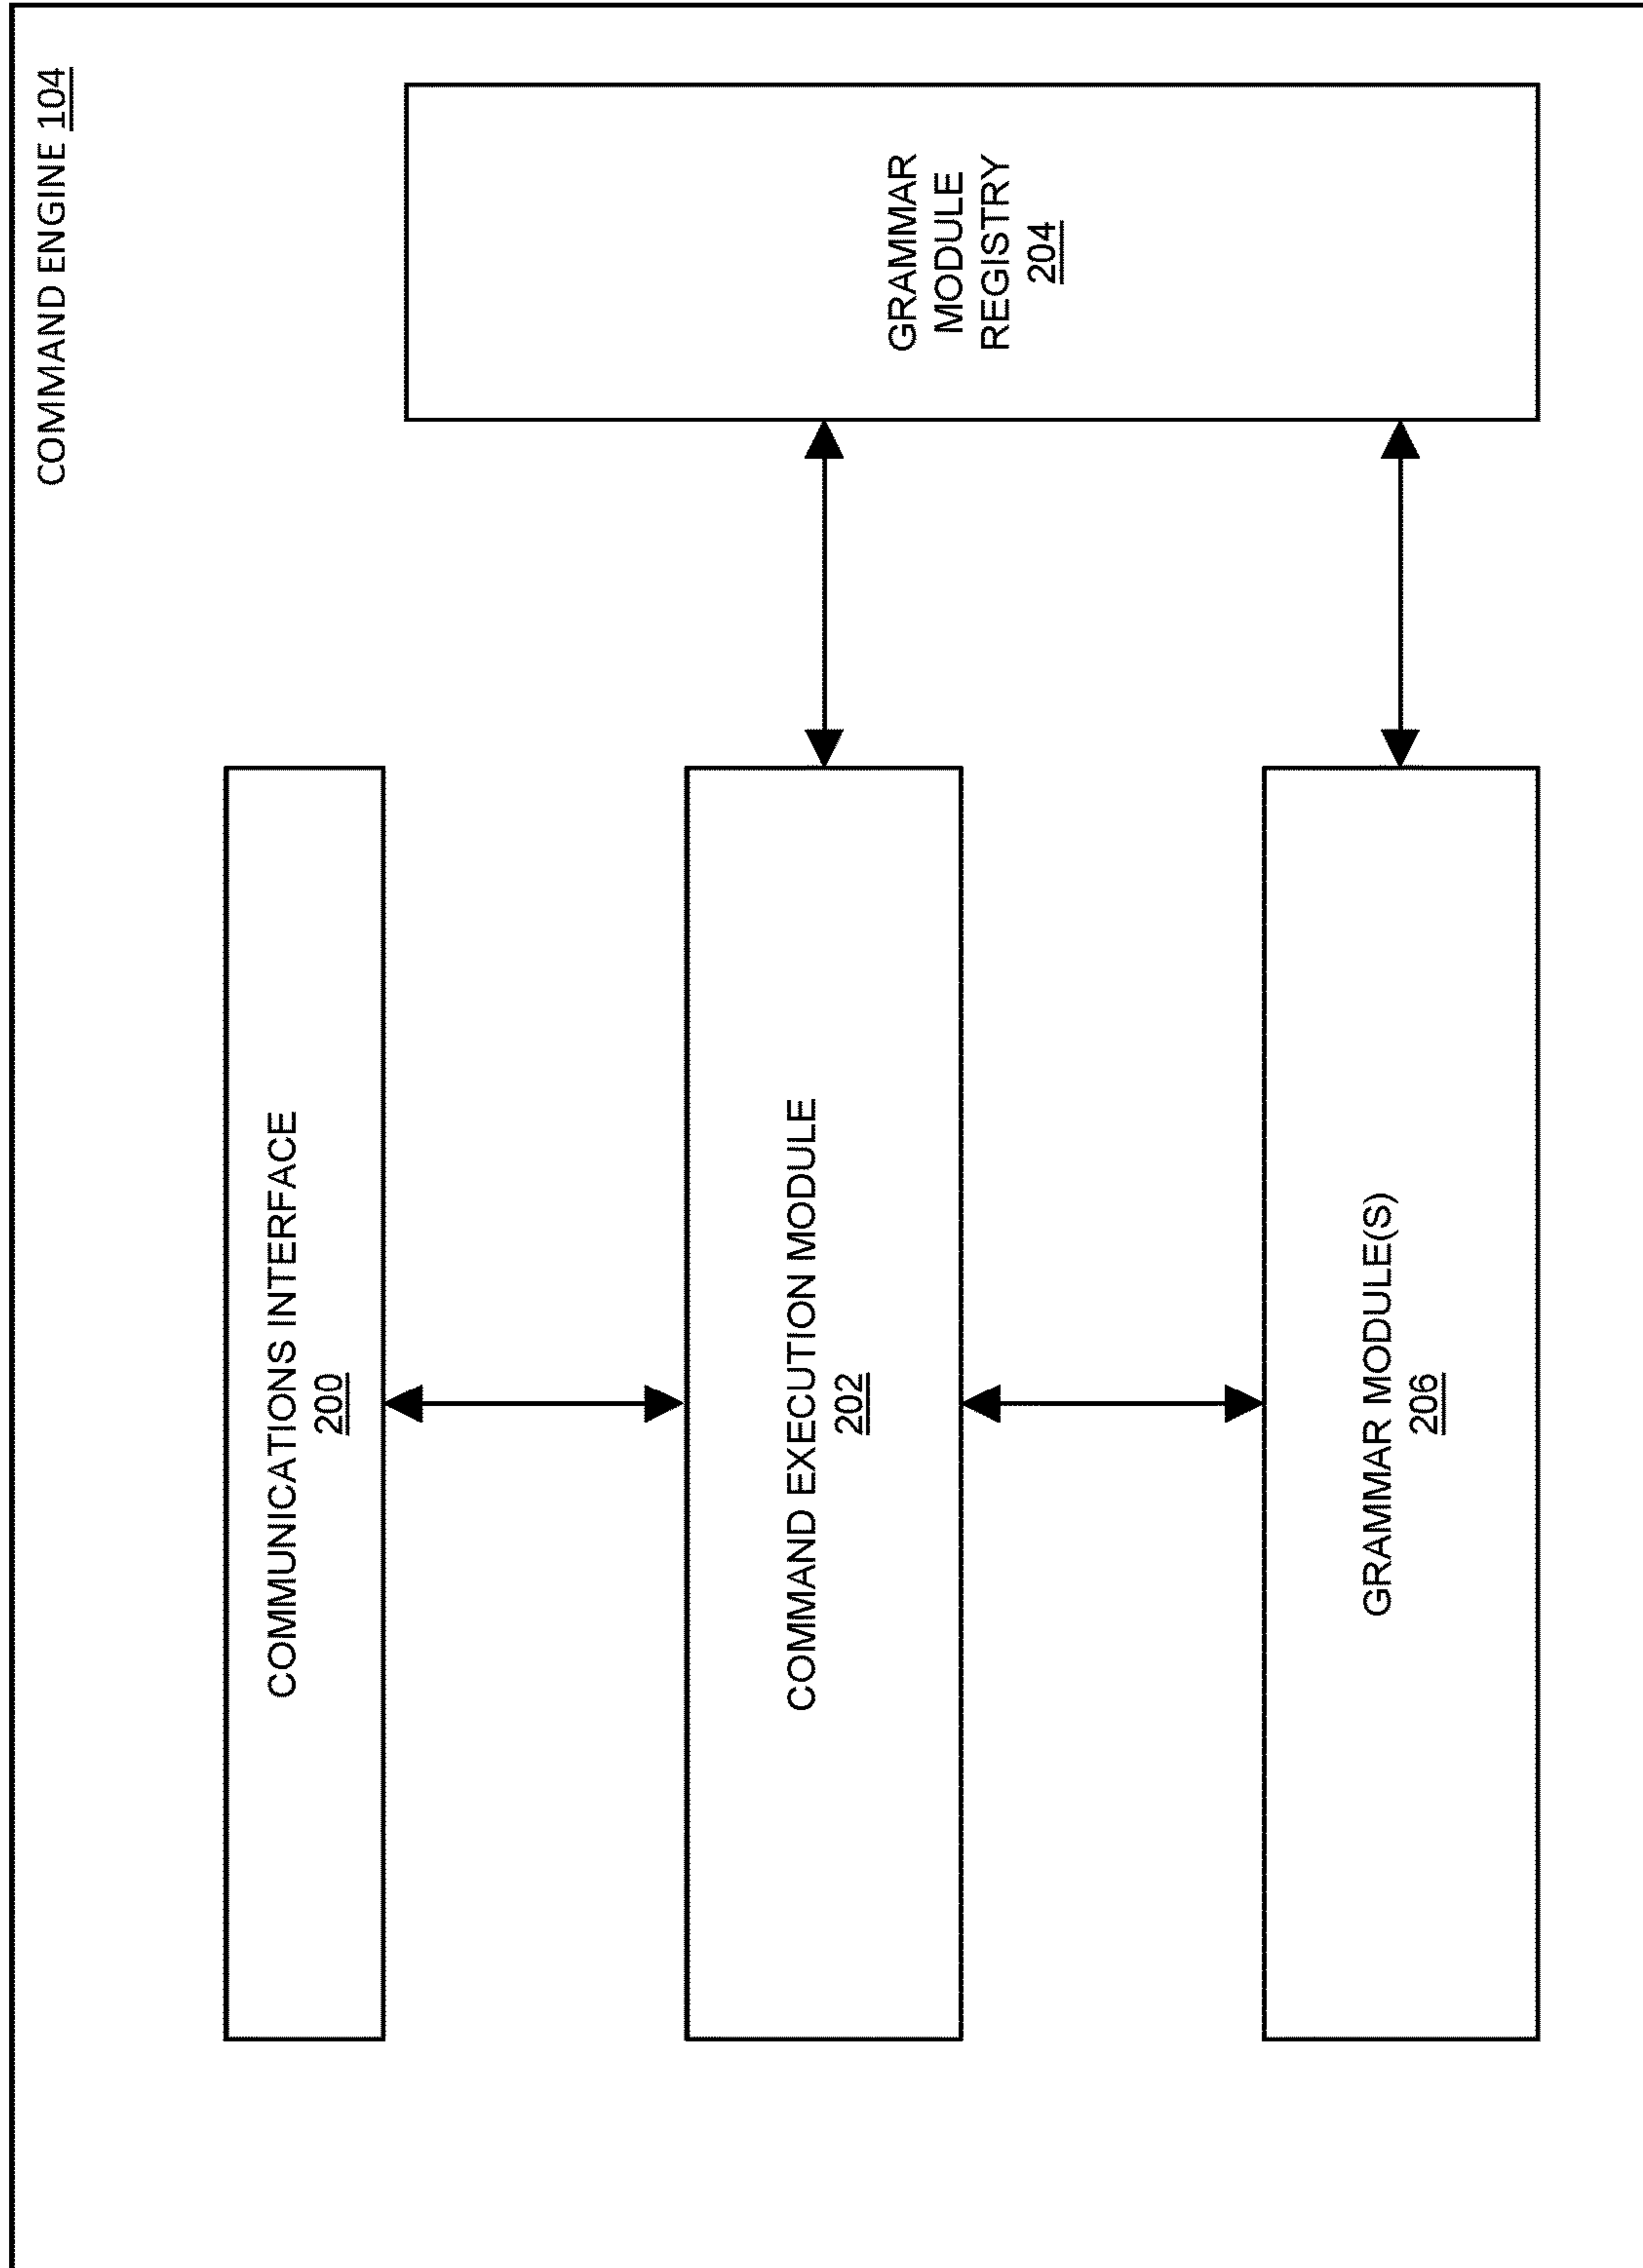 COMMAND ENGINE 104
COMMUNICATIONS INTERFACE
200
COMMAND EXECUTION MODULE
202
GRAMMAR MODULE(S)
206
GRAMMAR
MODULE
REGISTRY
204